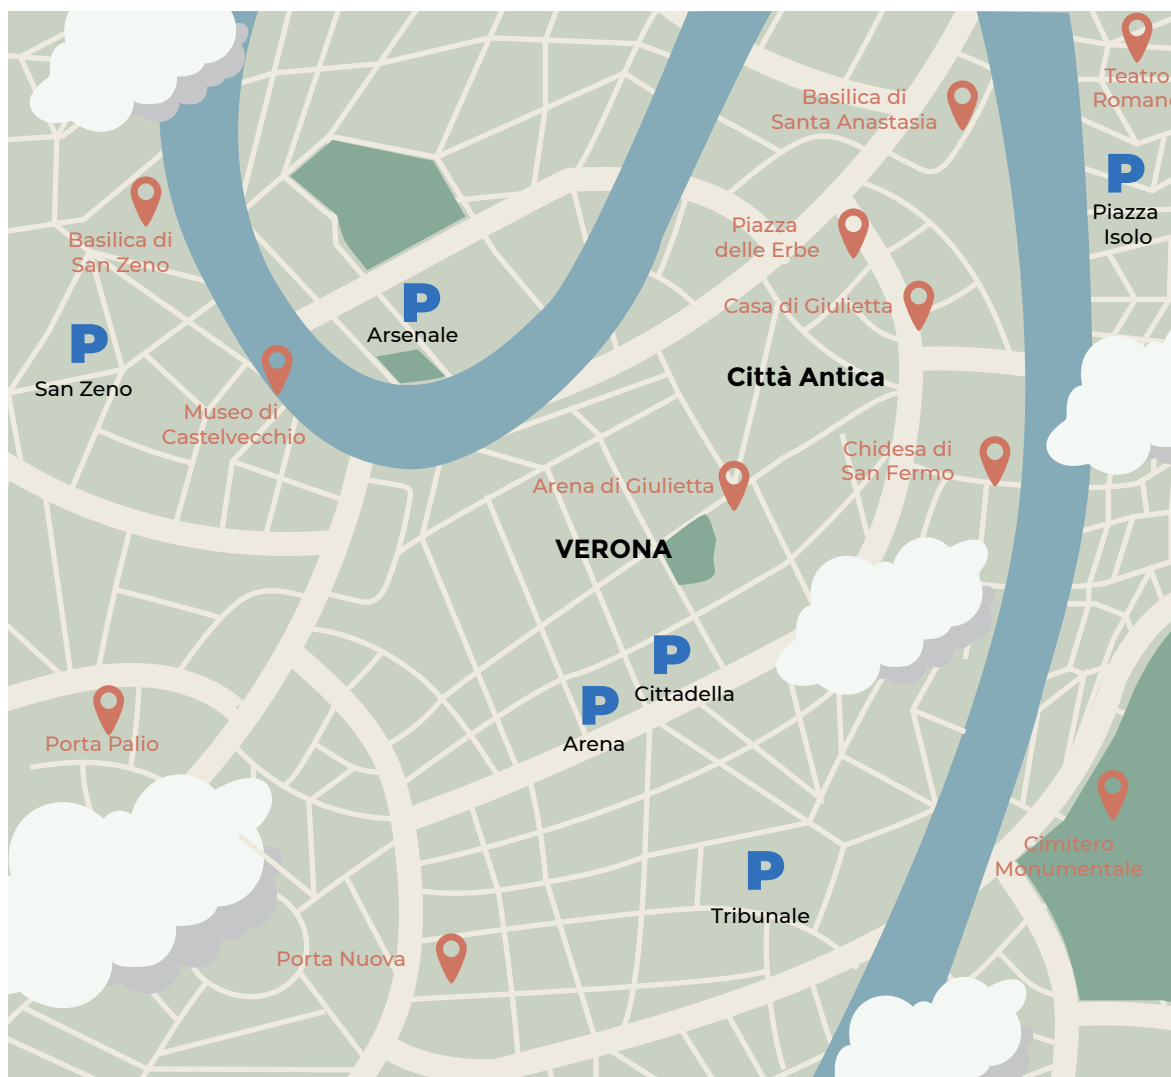 Teatro
Romano
Basilica di
Santa Anastasia
P
Piazza
Isolo
Basilica di
San Zeno
Piazza
delle Erbe
P
Arsenale
Casa di Giulietta
P
San Zeno
Città Antica
Museo di
Castelvecchio
Chidesa di
San Fermo
Arena di Giulietta
VERONA
P
Cittadella
P
Arena
Porta Palio
Cimitero
Monumentale
P
Tribunale
Porta Nuova